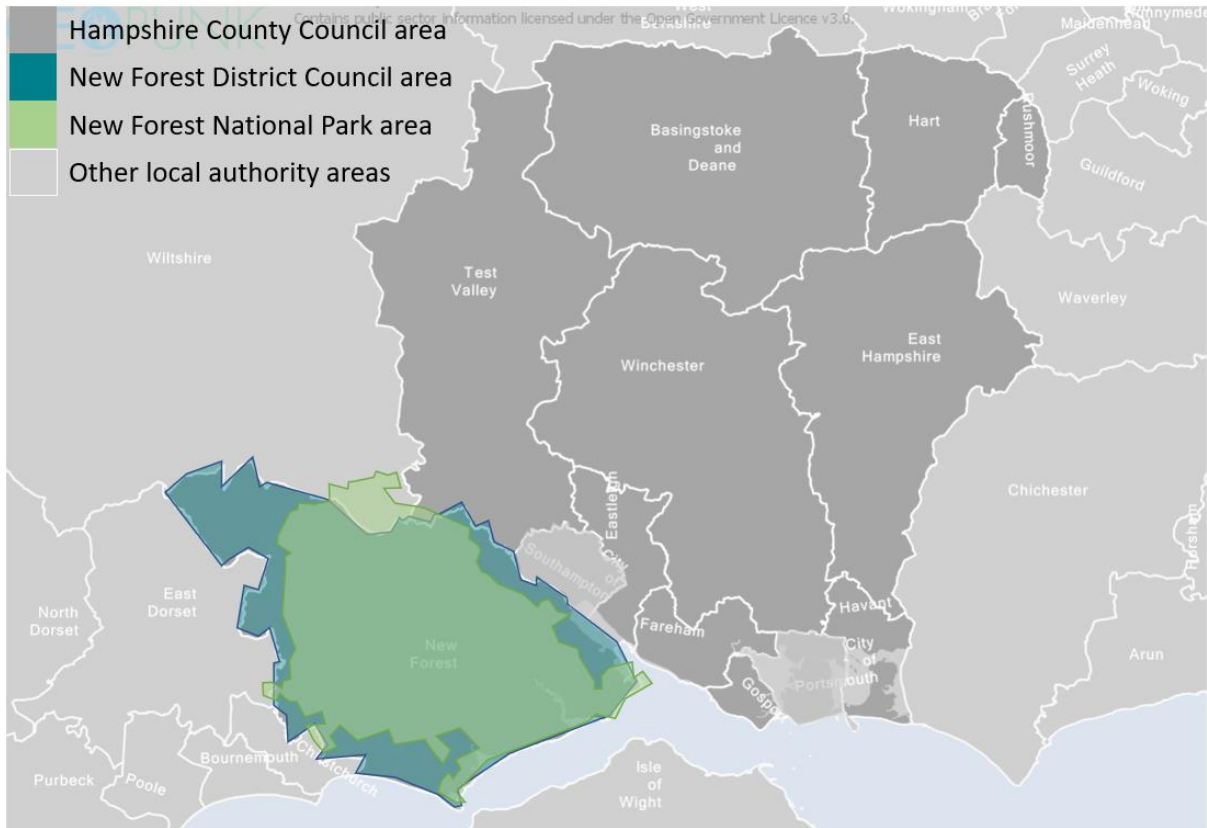 Contains public sector information licensed under the Open Government Licence v3.0.
Hampshire County Council area
New Forest District Council area
New Forest National Park area
Other local authority areas
West
Berkshire
Wokingham
Maidenhead
Surrey
Heath
Woking
Rushmoor
Hart
Basingstoke
and
Deane
Guildford
Wiltshire
Test
Valley
Waverley
East
Hampshire
Winchester
Eastleigh
Chichester
Horsham
City
of
Southampton
North
Dorset
East
Dorset
New
Forest
Fareham
Havant
City
of
Portsmouth
Gosport
Arun
Purbeck
Poole
Bournemouth
Christchurch
Isle
of
Wight